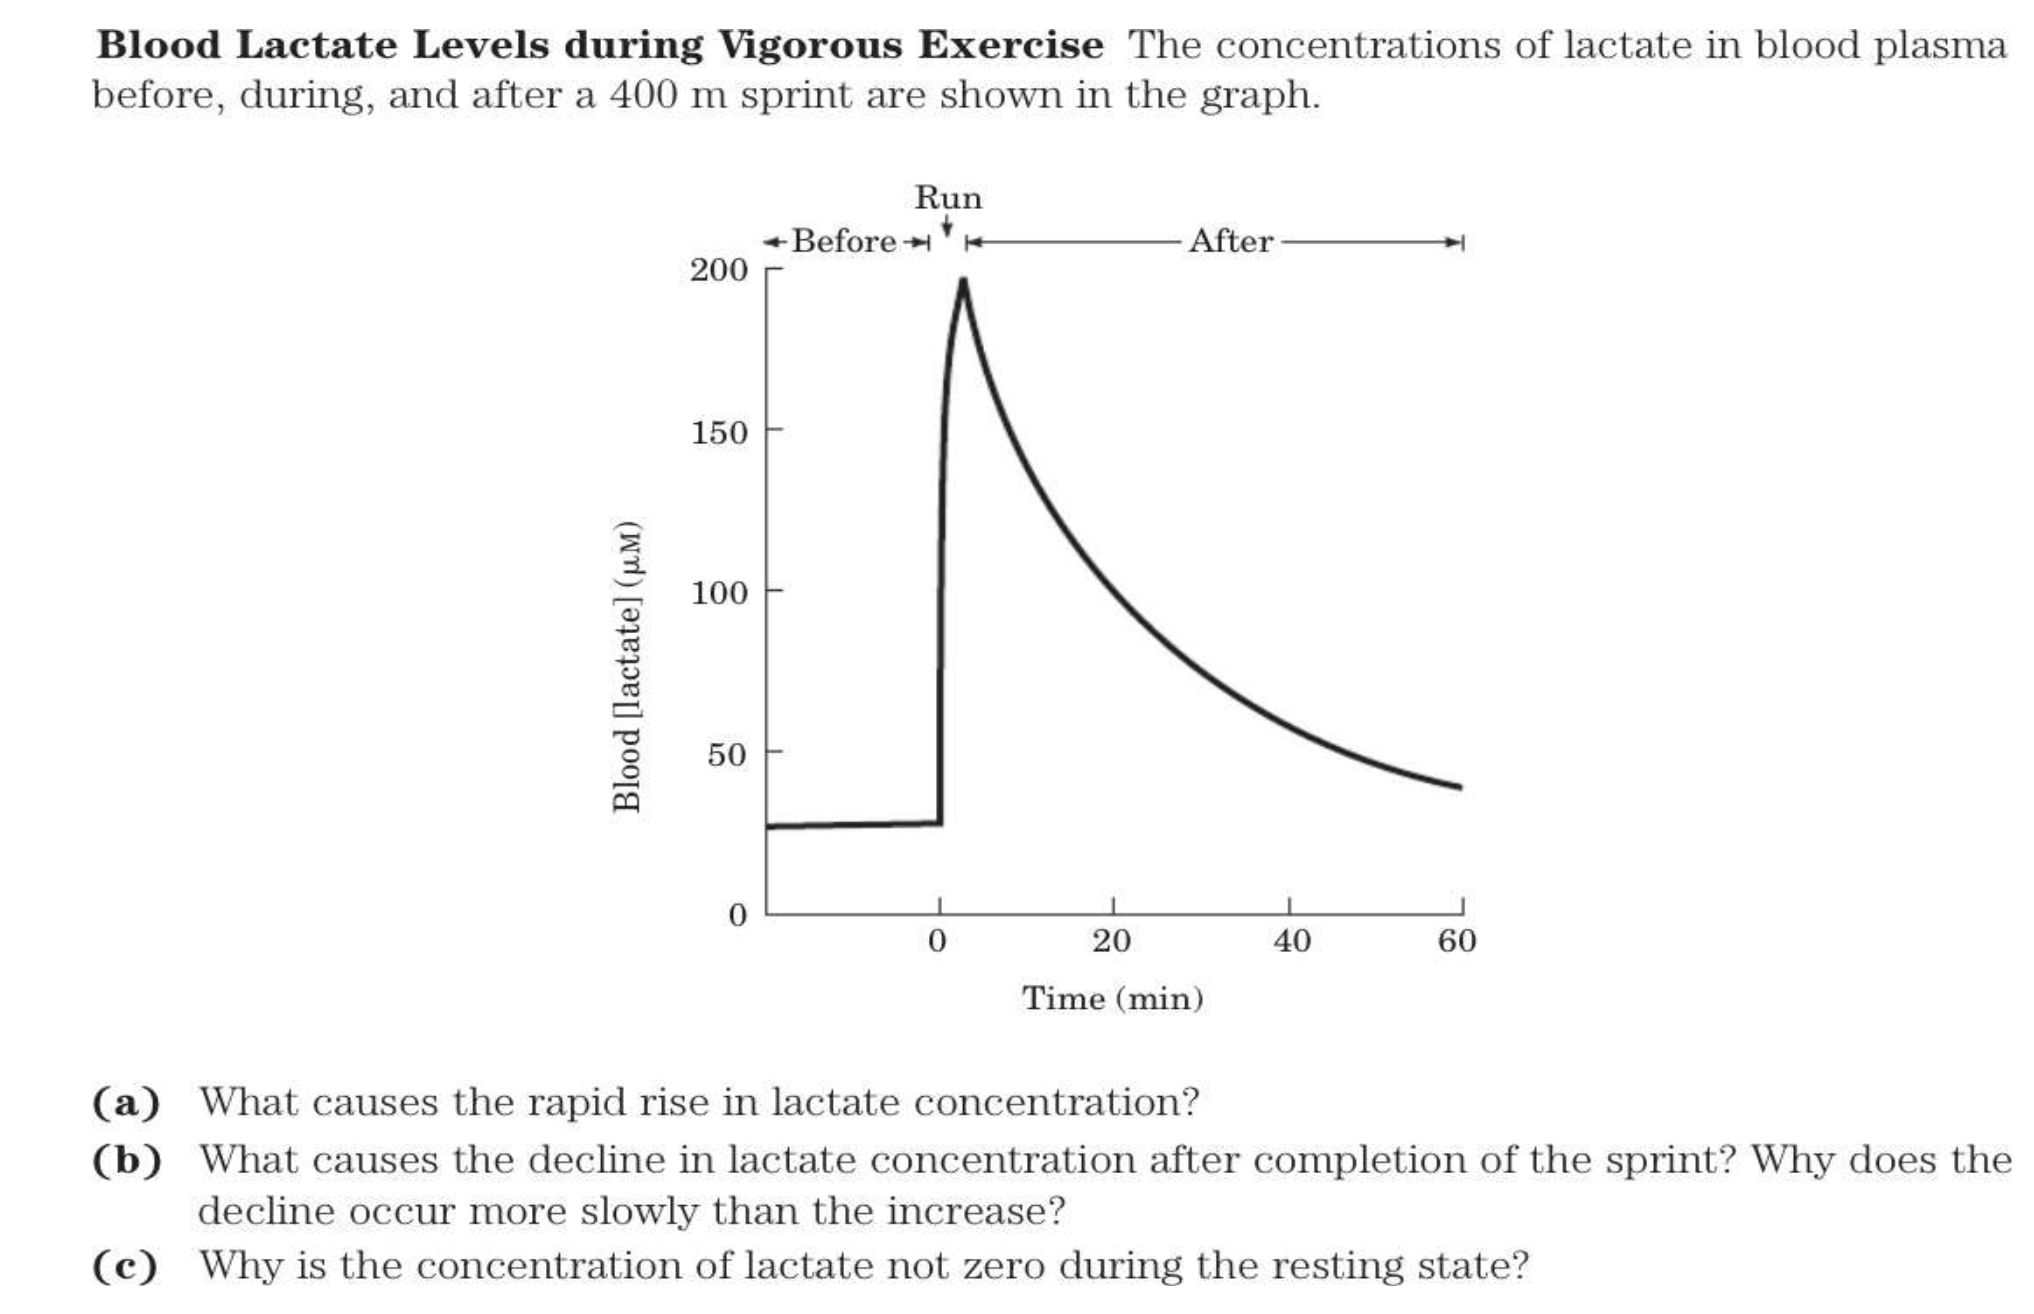 Blood Lactate Levels during Vigorous Exercise The concentrations of lactate in blood plasma
before, during, and after a 400 m sprint are shown in the graph.
Run
Before
After
200
150
100
50
0
Blood [lactate] (μM)
0
20
40
60
Time (min)
(a) What causes the rapid rise in lactate concentration?
(b) What causes the decline in lactate concentration after completion of the sprint? Why does the
decline occur more slowly than the increase?
(c) Why is the concentration of lactate not zero during the resting state?